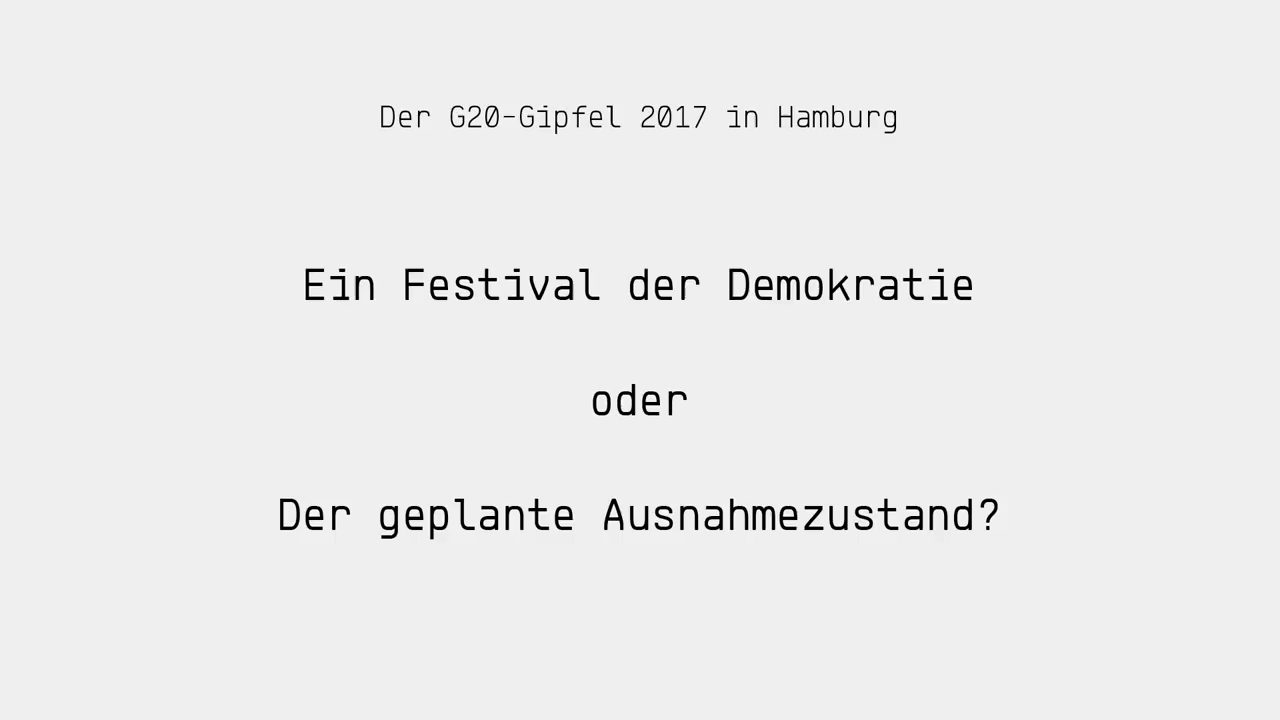 Der G20-Gipfel 2017 in Hamburg
Ein Festival der Demokratie
oder
Der geplante Ausnahmezustand?